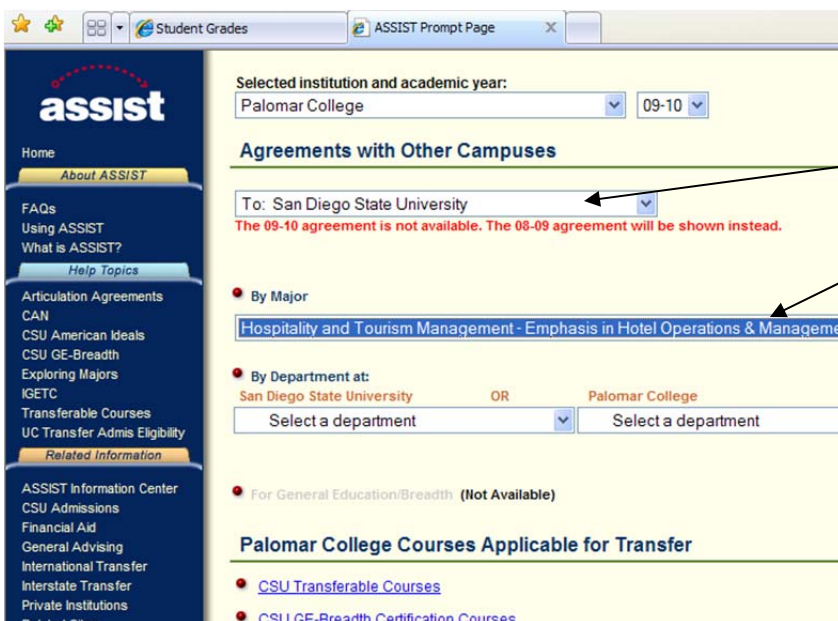 Student Grades
ASSIST Prompt Page
X
assist
Home
About ASSIST
FAQs
Using ASSIST
What is ASSIST?
Help Topics
Articulation Agreements
CAN
CSU American Ideals
CSU GE-Breadth
Exploring Majors
IGETC
Transferable Courses
UC Transfer Admis Eligibility
Related Information
ASSIST Information Center
CSU Admissions
Financial Aid
General Advising
International Transfer
Interstate Transfer
Private Institutions
Selected institution and academic year:
Palomar College 09-10
Agreements with Other Campuses
To: San Diego State University
The 09-10 agreement is not available. The 08-09 agreement will be shown instead.
By Major
Hospitality and Tourism Management - Emphasis in Hotel Operations & Manageme
By Department at:
San Diego State University OR Palomar College
Select a department Select a department
For General Education/Breadth (Not Available)
Palomar College Courses Applicable for Transfer
CSU Transferable Courses
CSU GE-Breadth Certification Courses